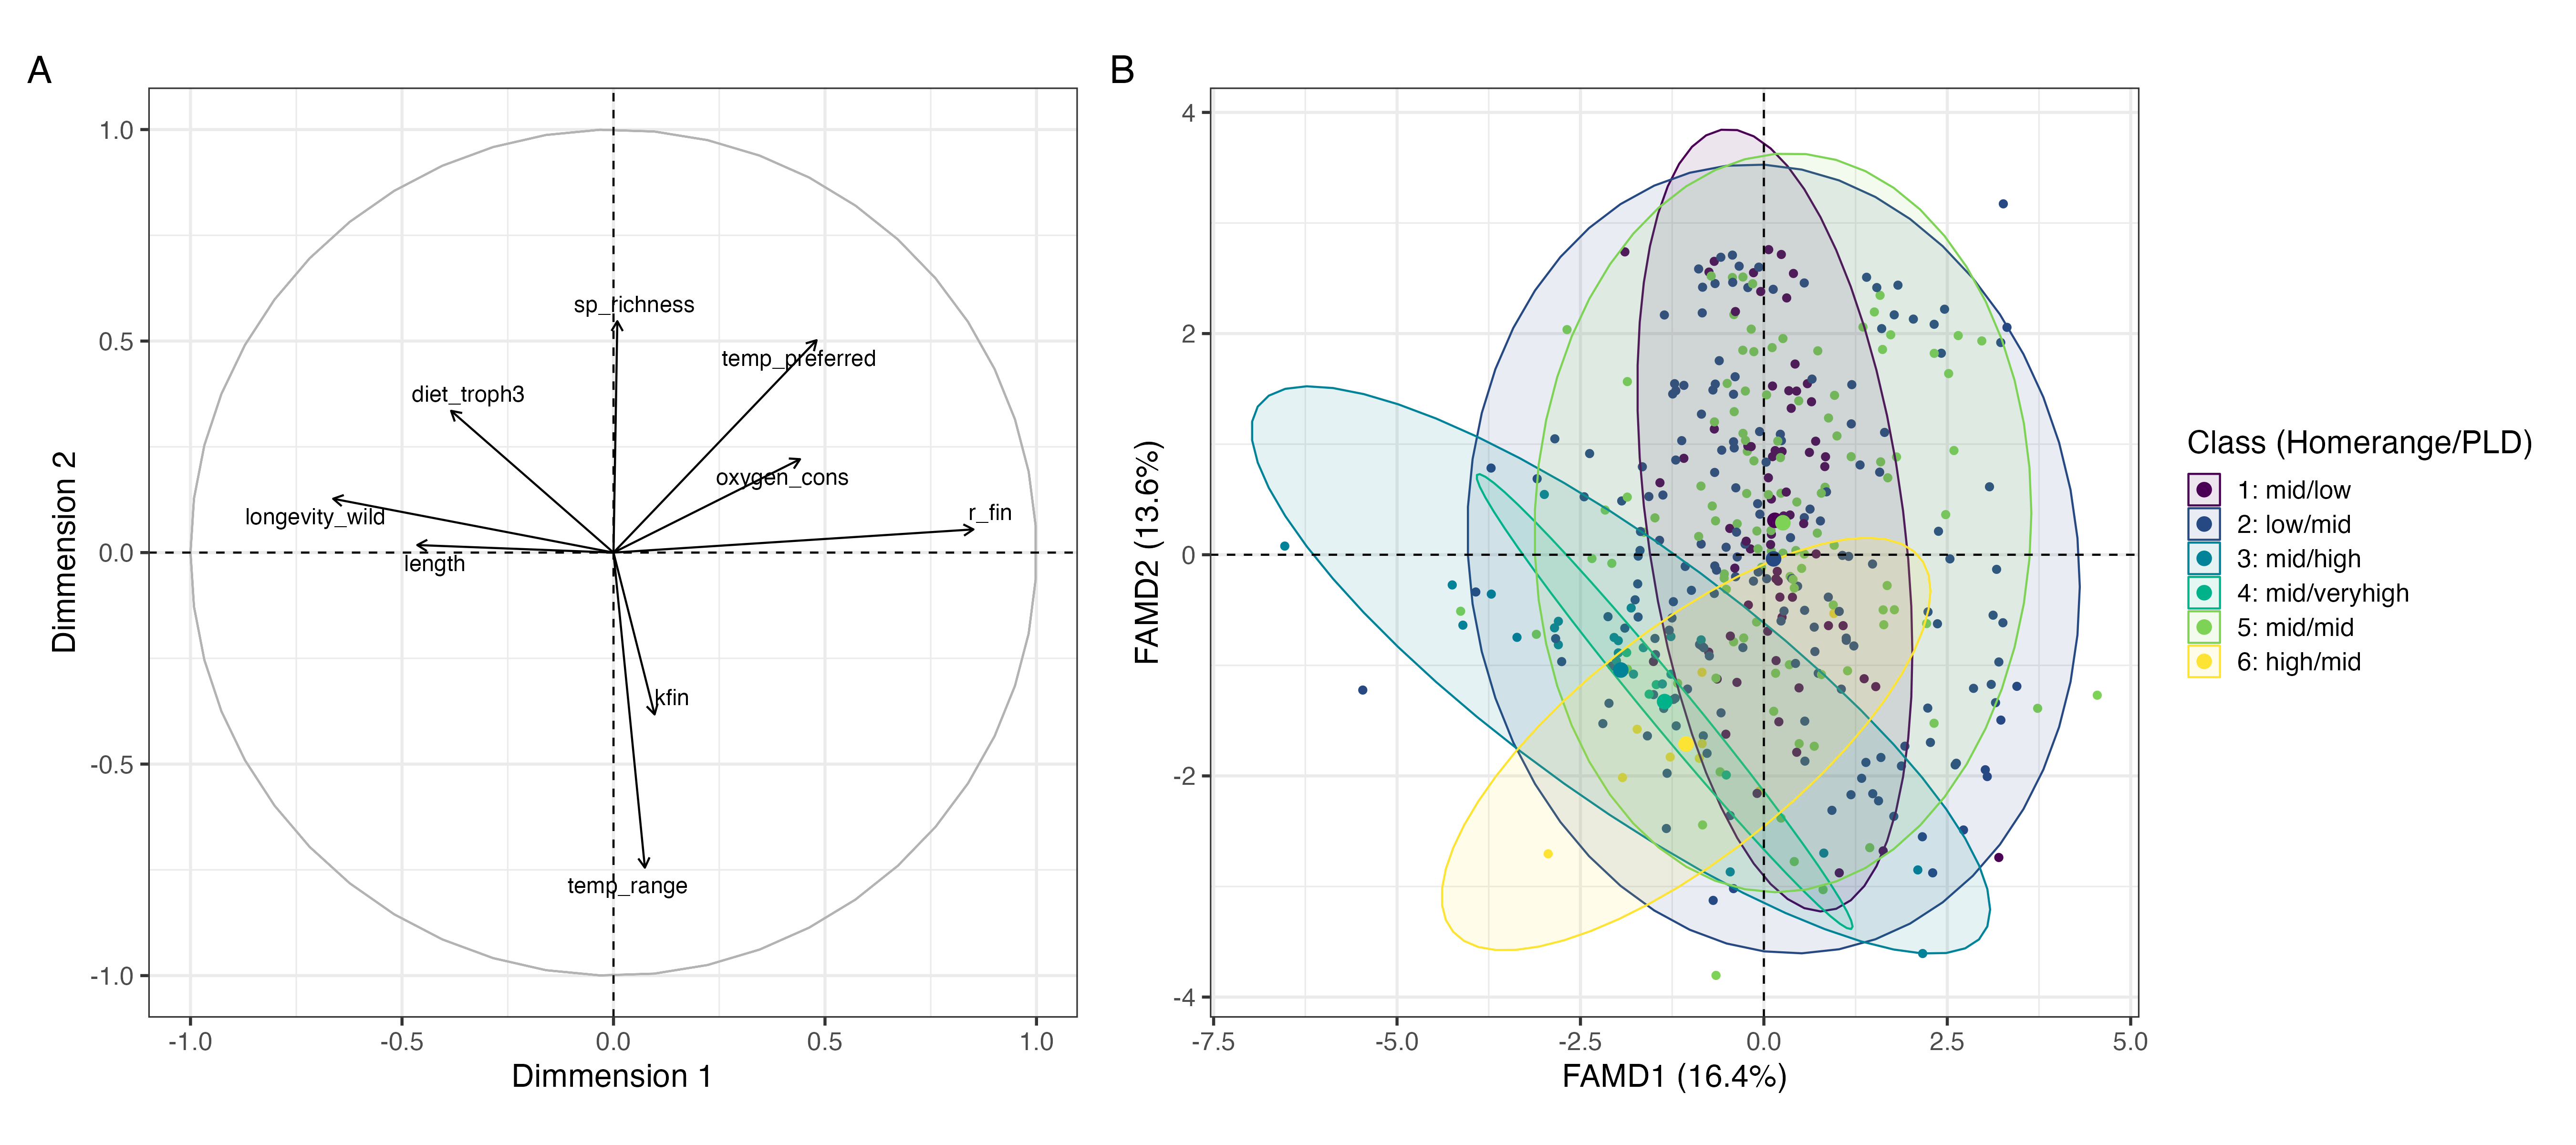 A
B
1.0
0.5
0.0
-0.5
-1.0
Dimmension 2
sp_richness
temp_preferred
diet_troph3
oxygen_cons
longevity_wild
r_fin
length
kfin
temp_range
-1.0
-0.5
0.0
0.5
1.0
Dimmension 1
4
2
0
-2
-4
FAMD2 (13.6%)
-7.5
-5.0
-2.5
0.0
2.5
5.0
FAMD1 (16.4%)
Class (Homerange/PLD)
1: mid/low
2: low/mid
3: mid/high
4: mid/veryhigh
5: mid/mid
6: high/mid